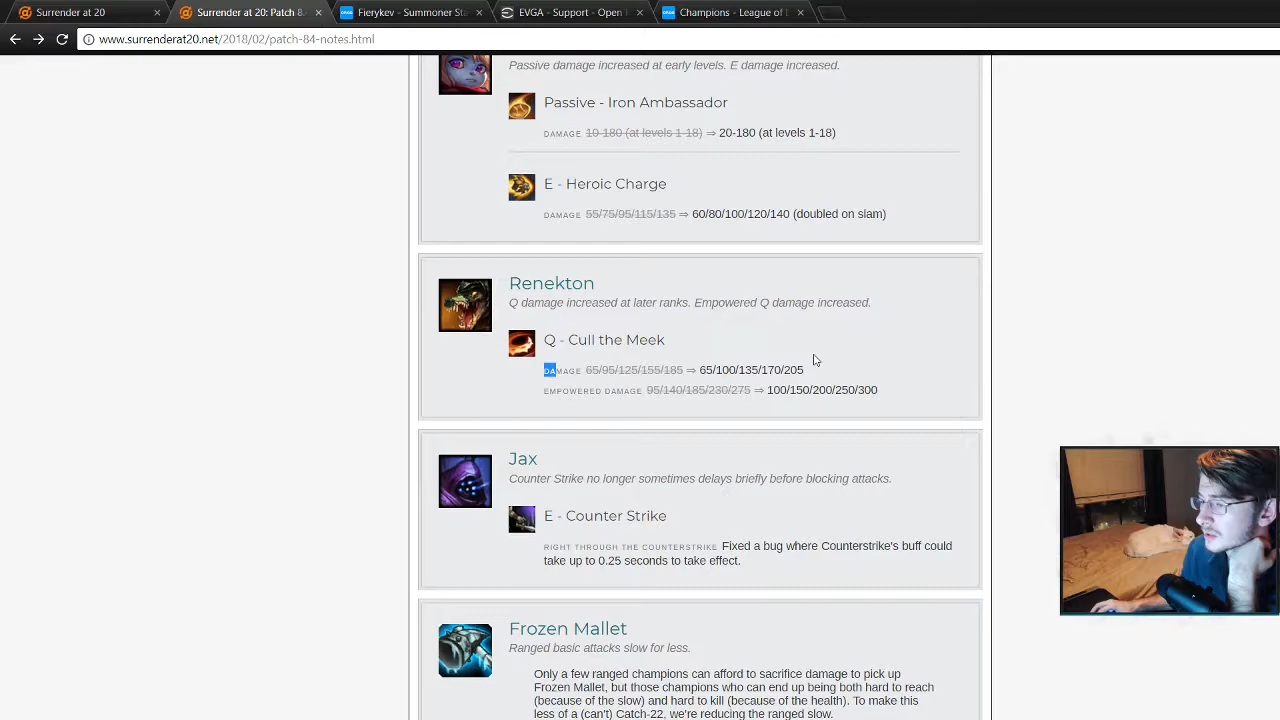 Surrender at 20
Surrender at 20: Patch 8.
Fierykev - Summoner Sta
EVGA - Support - Open
Champions - League of L
www.surrenderat20.net/2018/02/patch-84-notes.html
Passive damage increased at early levels. E damage increased.
Passive - Iron Ambassador
DAMAGE 10-180 (at levels 1-18) ⇒ 20-180 (at levels 1-18)
E - Heroic Charge
DAMAGE 55/75/95/115/135 ⇒ 60/80/100/120/140 (doubled on slam)
Renekton
Q damage increased at later ranks. Empowered Q damage increased.
Q - Cull the Meek
DAMAGE 65/95/125/155/185 ⇒ 65/100/135/170/205
EMPOWERED DAMAGE 95/140/185/230/275 ⇒ 100/150/200/250/300
Jax
Counter Strike no longer sometimes delays briefly before blocking attacks.
E - Counter Strike
RIGHT THROUGH THE COUNTERSTRIKE Fixed a bug where Counterstrike's buff could
take up to 0.25 seconds to take effect.
Frozen Mallet
Ranged basic attacks slow for less.
Only a few ranged champions can afford to sacrifice damage to pick up
Frozen Mallet, but those champions who can end up being both hard to reach
(because of the slow) and hard to kill (because of the health). To make this
less of a (can't) Catch-22, we're reducing the ranged slow.